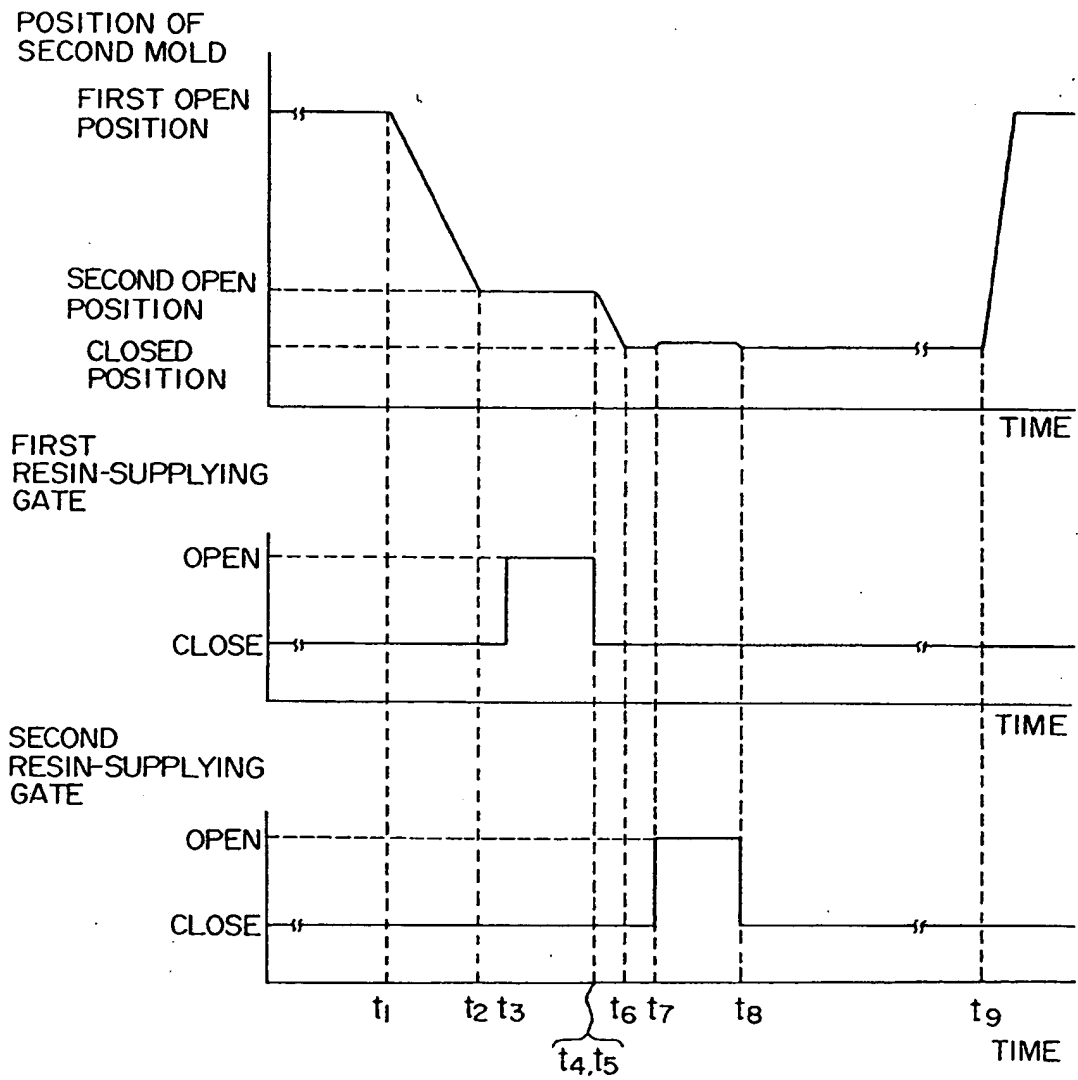 POSITION OF
SECOND MOLD
FIRST OPEN
POSITION
SECOND OPEN
POSITION
CLOSED
POSITION
TIME
FIRST
RESIN-SUPPLYING
GATE
OPEN
CLOSE
TIME
SECOND
RESIN-SUPPLYING
GATE
OPEN
CLOSE
t1 t2 t3 t6 t7 t8 t9
t4,t5
TIME